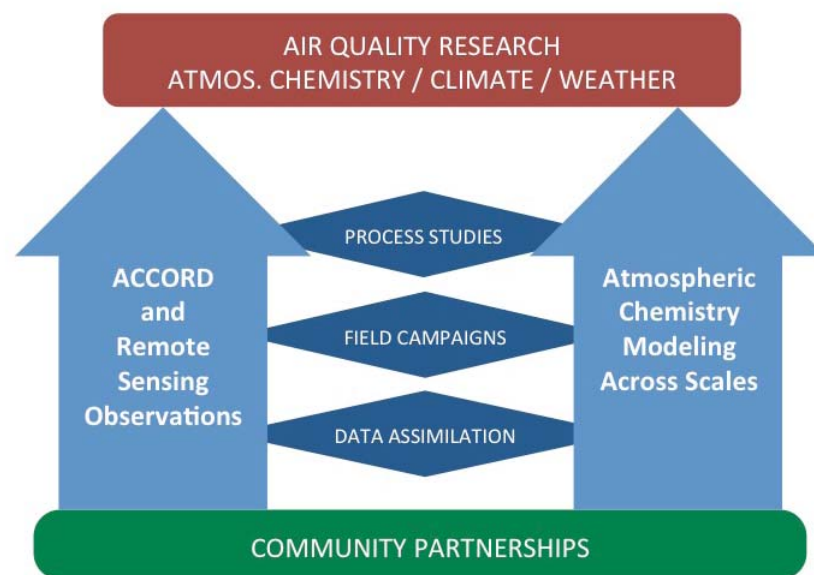 AIR QUALITY RESEARCH
ATMOS. CHEMISTRY / CLIMATE / WEATHER
PROCESS STUDIES
ACCORD
and
Remote
Sensing
Observations
FIELD CAMPAIGNS
Atmospheric
Chemistry
Modeling
Across Scales
DATA ASSIMILATION
COMMUNITY PARTNERSHIPS